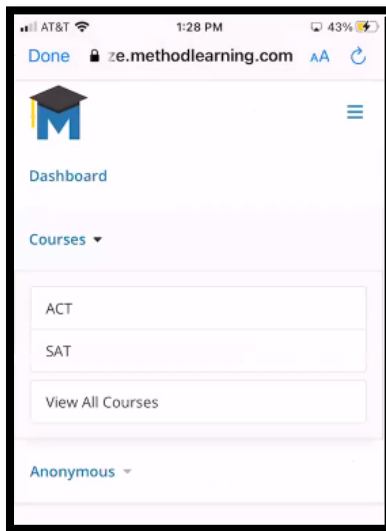 AT&T 1:28 PM 43%
Done ze.methodlearning.com AA
M
Dashboard
Courses
ACT
SAT
View All Courses
Anonymous